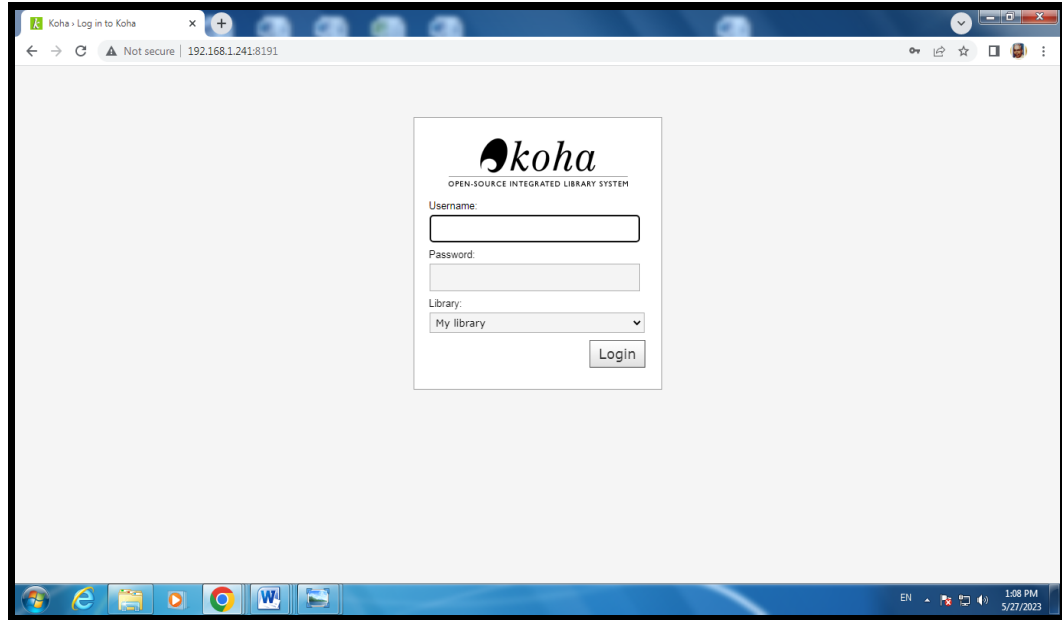 Koha › Log in to Koha
Not secure | 192.168.1.241:8191
koha
OPEN-SOURCE INTEGRATED LIBRARY SYSTEM
Username:
Password:
Library:
My library
Login
EN
1:08 PM
5/27/2023